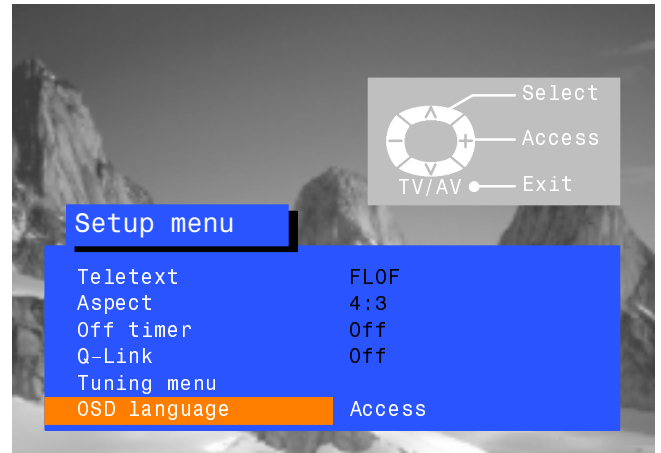 Select
Access
TV/AV Exit
Setup menu
Teletext FLOF
Aspect 4:3
Off timer Off
Q-Link Off
Tuning menu
OSD language Access